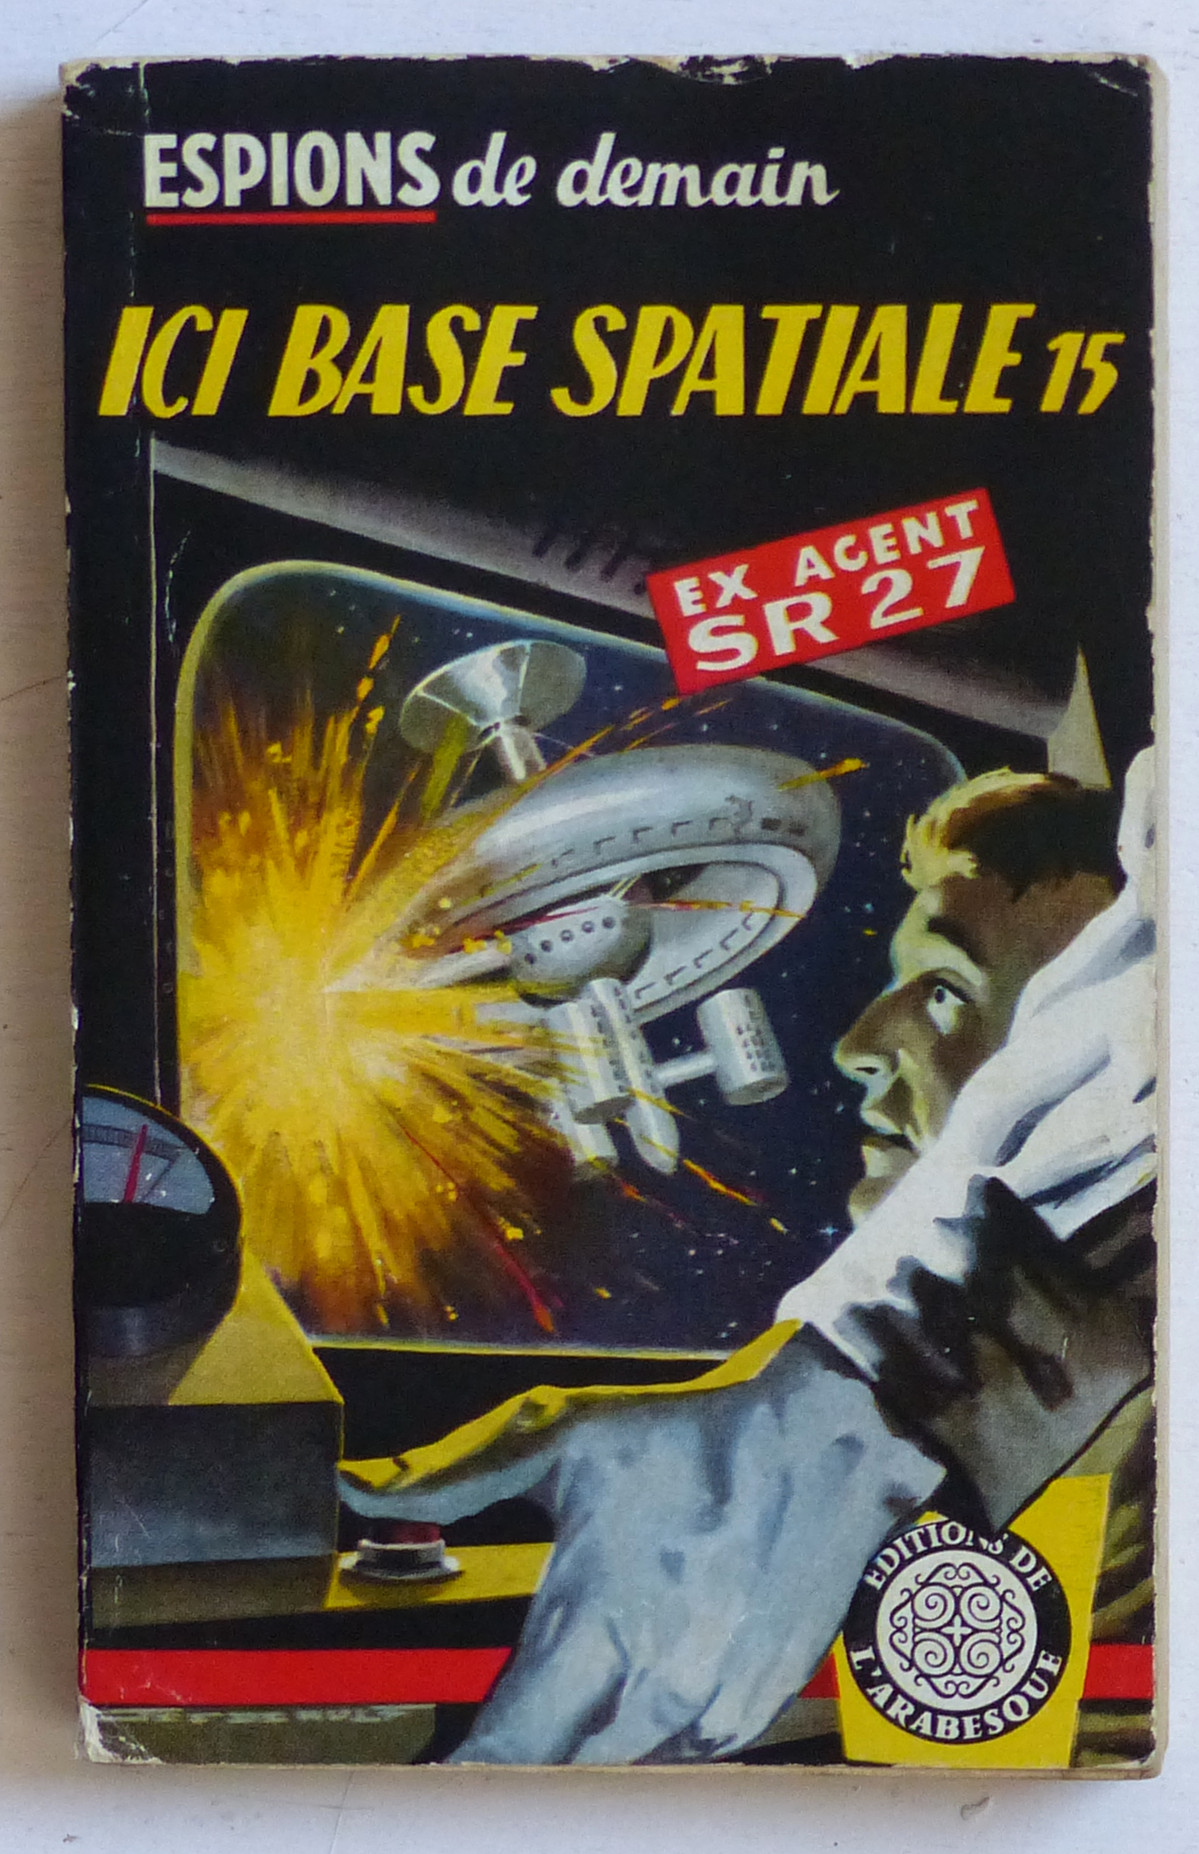 ESPIONS de demain
ICI BASE SPATIALE 15
EX AGENT
SR 27
EDITIONS DE
L'ARABESQUE